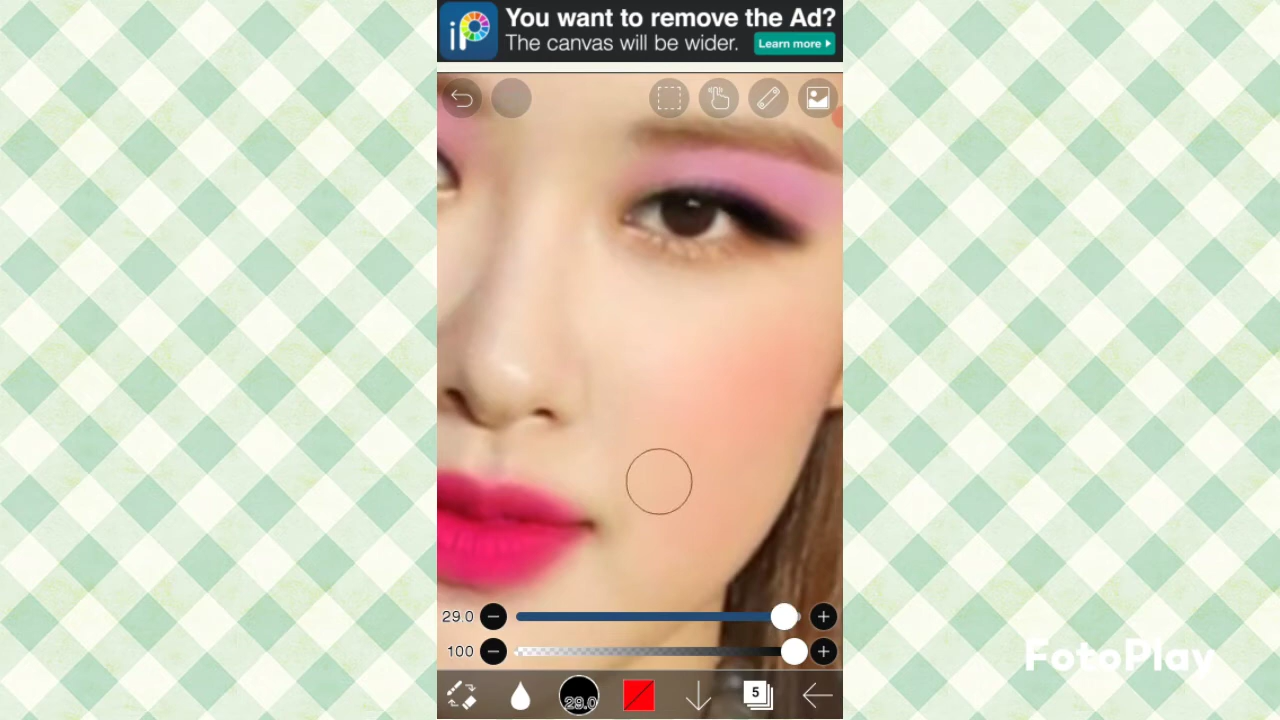 iP
You want to remove the Ad?
The canvas will be wider.
Learn more
29.0
100
29.0
5
FotoPlay